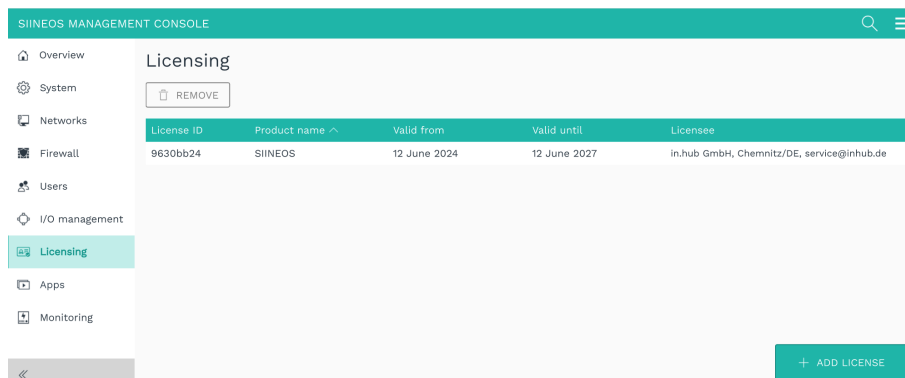 SIINEOS MANAGEMENT CONSOLE
Overview
System
Networks
Firewall
Users
I/O management
Licensing
Apps
Monitoring
Licensing
REMOVE
License ID Product name Valid from Valid until Licensee
9630bb24 SIINEOS 12 June 2024 12 June 2027 in.hub GmbH, Chemnitz/DE, service@inhub.de
+ ADD LICENSE